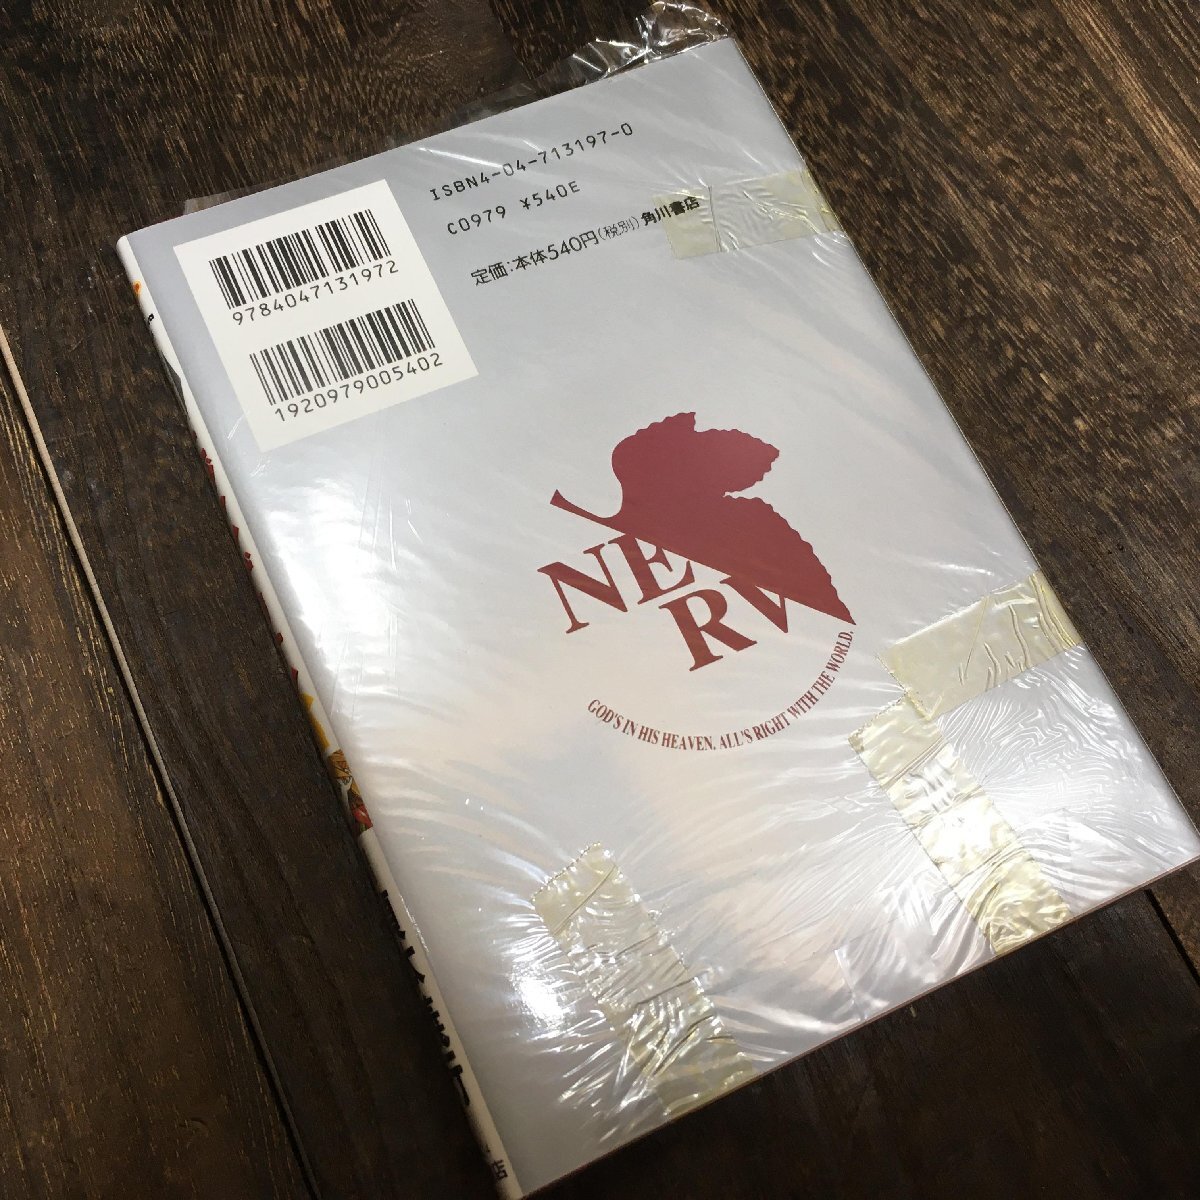 ISBN4-04-713197-0
C0979 ¥540E
定価:本体540円(税別) 角川書店
9784047131972
1920979005402
NERV
GOD'S IN HIS HEAVEN. ALL'S RIGHT WITH THE WORLD.
店